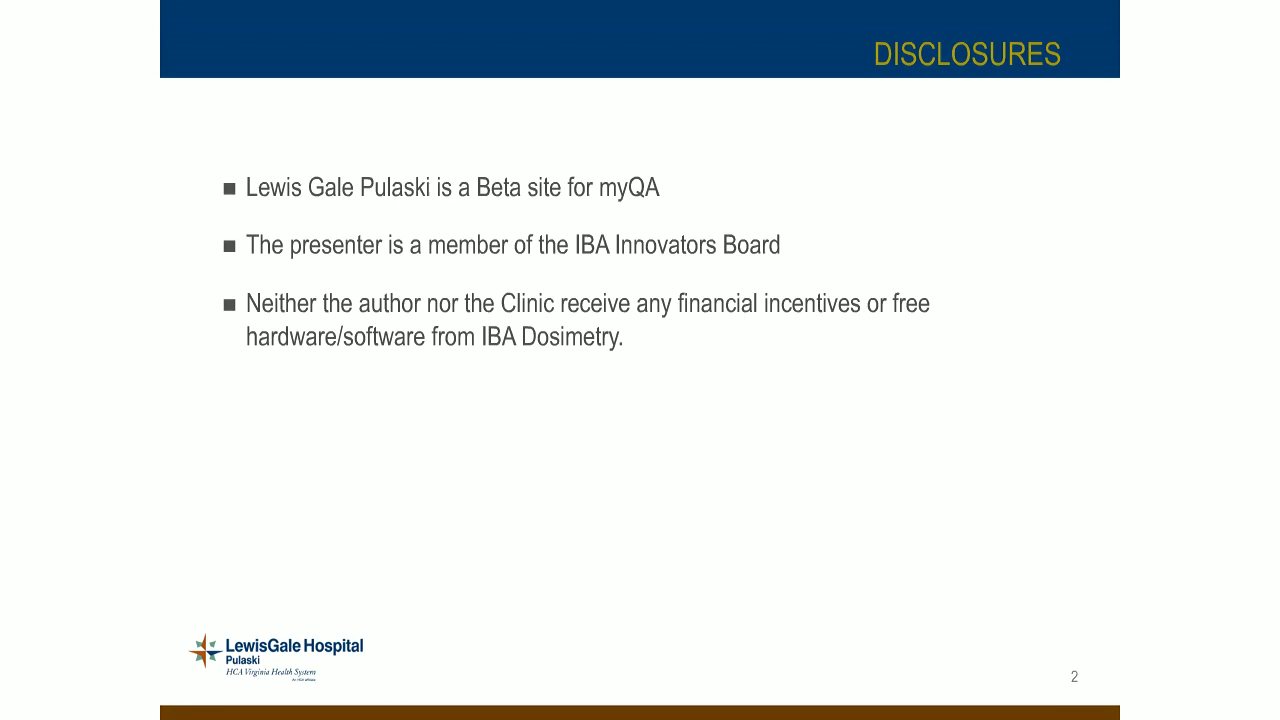 DISCLOSURES
■ Lewis Gale Pulaski is a Beta site for myQA
■ The presenter is a member of the IBA Innovators Board
■ Neither the author nor the Clinic receive any financial incentives or free
hardware/software from IBA Dosimetry.
LewisGale Hospital
Pulaski
HCA Virginia Health System
2